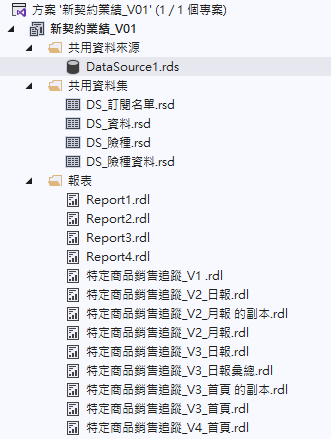 方案 '新契約業績_V01' (1 / 1 個專案)
新契約業績_V01
共用資料來源
DataSource1.rds
共用資料集
DS_訂閱名單.rsd
DS_資料.rsd
DS_險種.rsd
DS_險種資料.rsd
報表
Report1.rdl
Report2.rdl
Report3.rdl
Report4.rdl
特定商品銷售追蹤_V1 .rdl
特定商品銷售追蹤_V2_日報.rdl
特定商品銷售追蹤_V2_月報 的副本.rdl
特定商品銷售追蹤_V2_月報.rdl
特定商品銷售追蹤_V3_日報.rdl
特定商品銷售追蹤_V3_日報彙總.rdl
特定商品銷售追蹤_V3_首頁 的副本.rdl
特定商品銷售追蹤_V3_首頁.rdl
特定商品銷售追蹤_V4_首頁.rdl